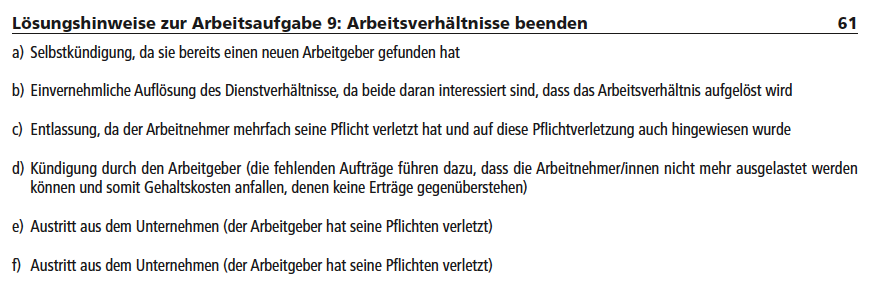 Lösungshinweise zur Arbeitsaufgabe 9: Arbeitsverhältnisse beenden 61
a) Selbstkündigung, da sie bereits einen neuen Arbeitgeber gefunden hat
b) Einvernehmliche Auflösung des Dienstverhältnisse, da beide daran interessiert sind, dass das Arbeitsverhältnis aufgelöst wird
c) Entlassung, da der Arbeitnehmer mehrfach seine Pflicht verletzt hat und auf diese Pflichtverletzung auch hingewiesen wurde
d) Kündigung durch den Arbeitgeber (die fehlenden Aufträge führen dazu, dass die Arbeitnehmer/innen nicht mehr ausgelastet werden
können und somit Gehaltskosten anfallen, denen keine Erträge gegenüberstehen)
e) Austritt aus dem Unternehmen (der Arbeitgeber hat seine Pflichten verletzt)
f) Austritt aus dem Unternehmen (der Arbeitgeber hat seine Pflichten verletzt)